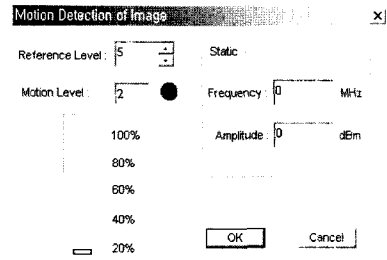 Motion Detection of Image
Reference Level : 5
Motion Level : 2
100%
80%
60%
40%
20%
Static
Frequency : 0 MHz
Amplitude : 0 dBm
OK
Cancel